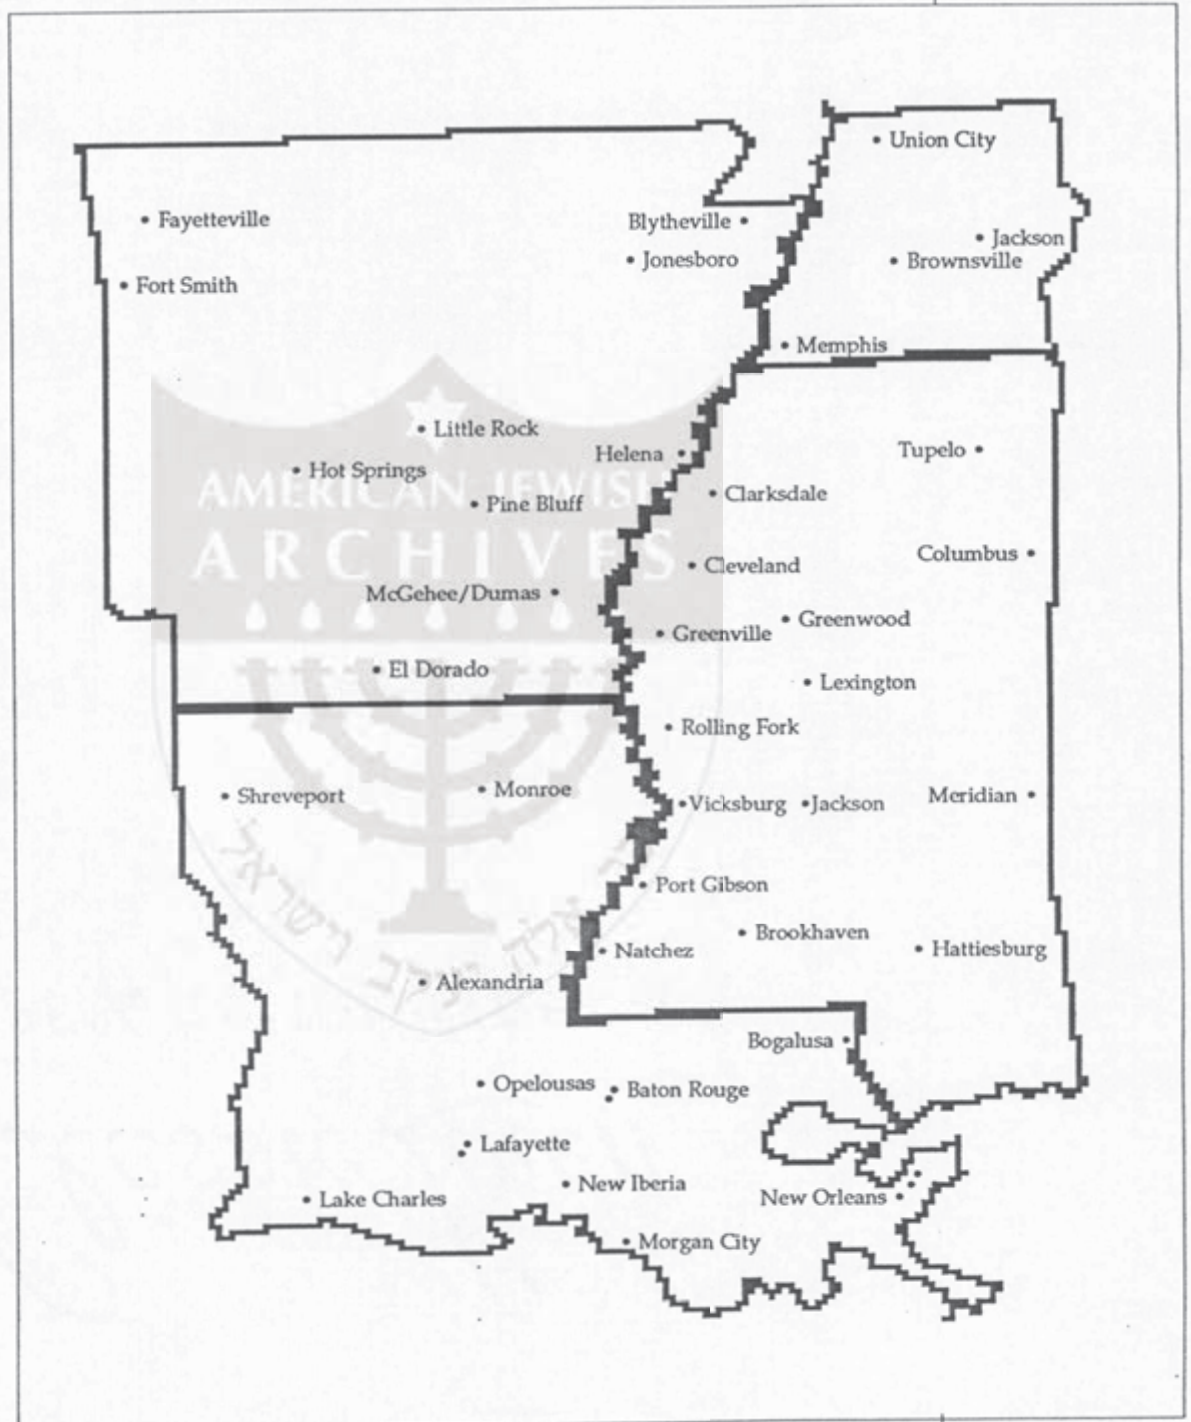 Union City
Fayetteville
Blytheville
Jackson
Jonesboro
Brownsville
Fort Smith
Memphis
Little Rock
Helena
Tupelo
Hot Springs
AMERICAN JEWISH
Clarksdale
Pine Bluff
ARCHIVES
Columbus
Cleveland
McGehee/Dumas
Greenwood
Greenville
El Dorado
Lexington
Rolling Fork
Shreveport
Monroe
Vicksburg
Jackson
Meridian
Port Gibson
Brookhaven
Natchez
Hattiesburg
Alexandria
יעקב וישראל
Bogalusa
Opelousas
Baton Rouge
Lafayette
New Iberia
New Orleans
Lake Charles
Morgan City